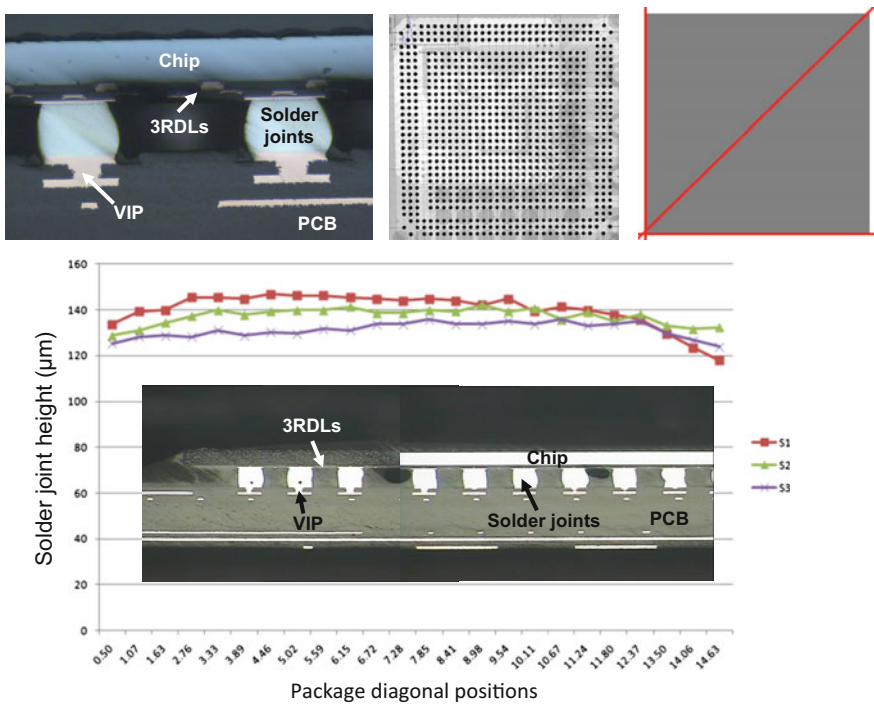 Chip
3RDLs
Solder
joints
VIP
PCB
160
140
120
100
80
60
40
20
0
Solder joint height (µm)
3RDLs
Chip
VIP
Solder joints
PCB
S1
S2
S3
0.50 1.07 1.63 2.76 3.33 3.89 4.46 5.02 5.59 6.15 6.72 7.28 7.85 8.41 8.98 9.54 10.11 10.67 11.24 11.80 12.37 13.50 14.06 14.63
Package diagonal positions